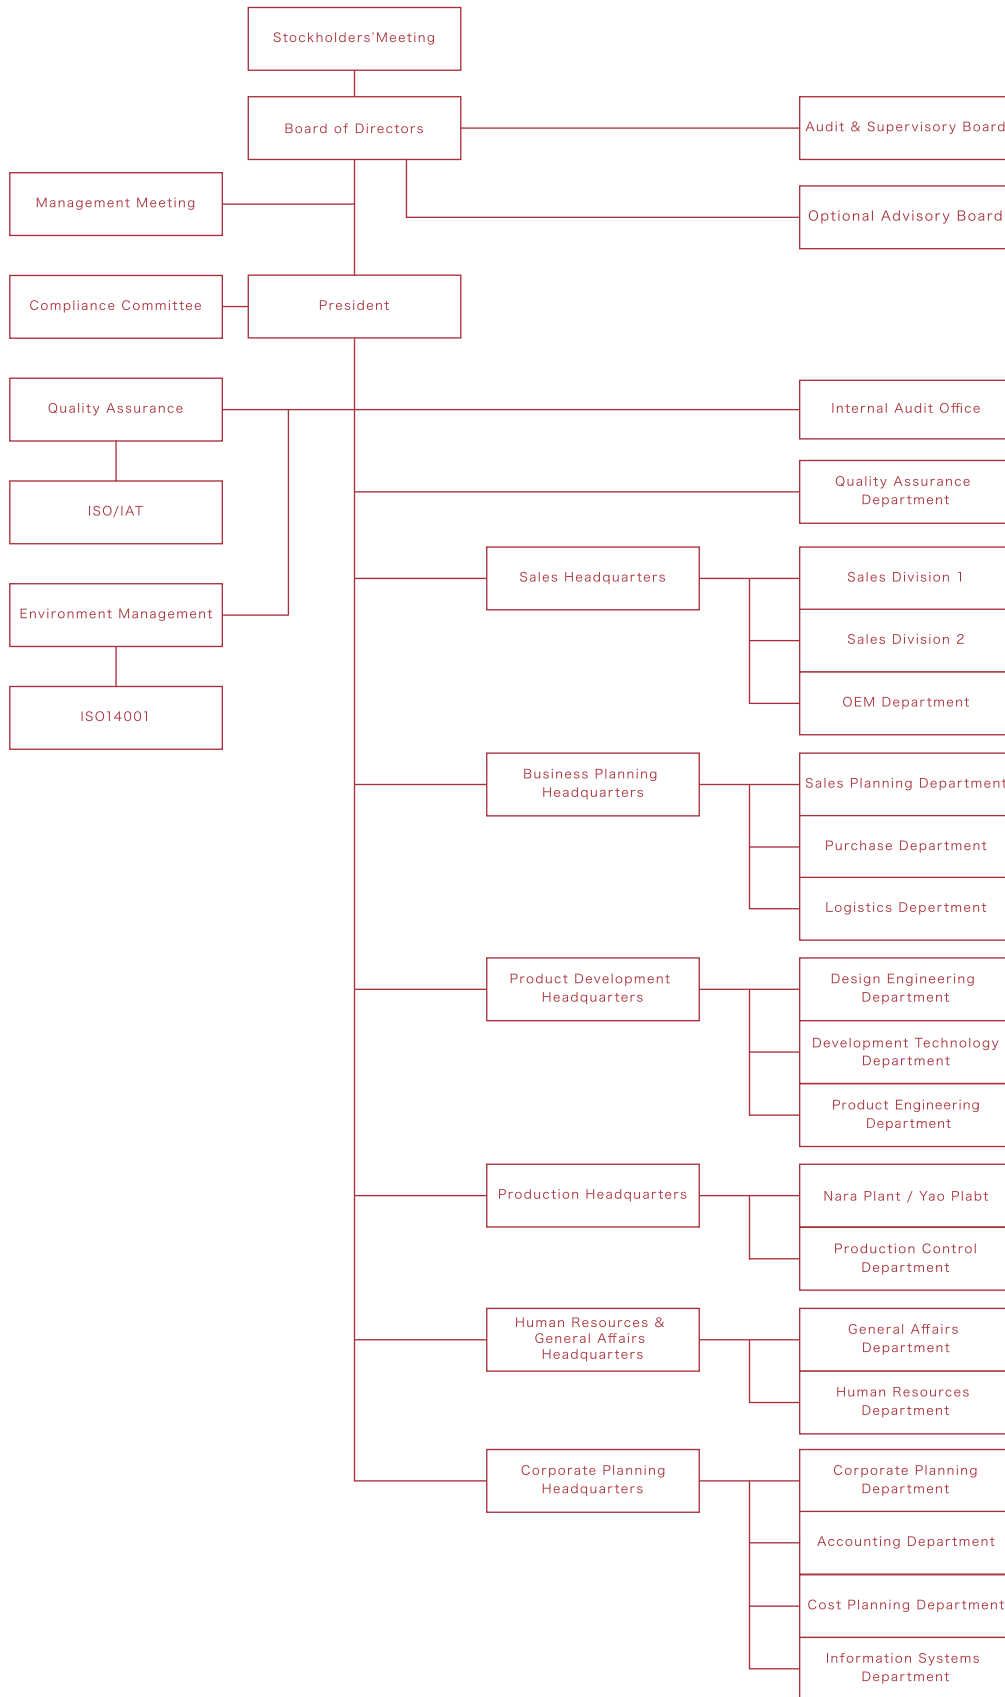 Stockholders'Meeting
Board of Directors
Audit & Supervisory Board
Management Meeting
Optional Advisory Board
Compliance Committee
President
Quality Assurance
Internal Audit Office
Quality Assurance
Department
ISO/IAT
Sales Headquarters
Sales Division 1
Environment Management
Sales Division 2
OEM Department
ISO14001
Business Planning
Headquarters
Sales Planning Department
Purchase Department
Logistics Depertment
Product Development
Headquarters
Design Engineering
Department
Development Technology
Department
Product Engineering
Department
Production Headquarters
Nara Plant / Yao Plabt
Production Control
Department
Human Resources &
General Affairs
Headquarters
General Affairs
Department
Human Resources
Department
Corporate Planning
Headquarters
Corporate Planning
Department
Accounting Department
Cost Planning Department
Information Systems
Department